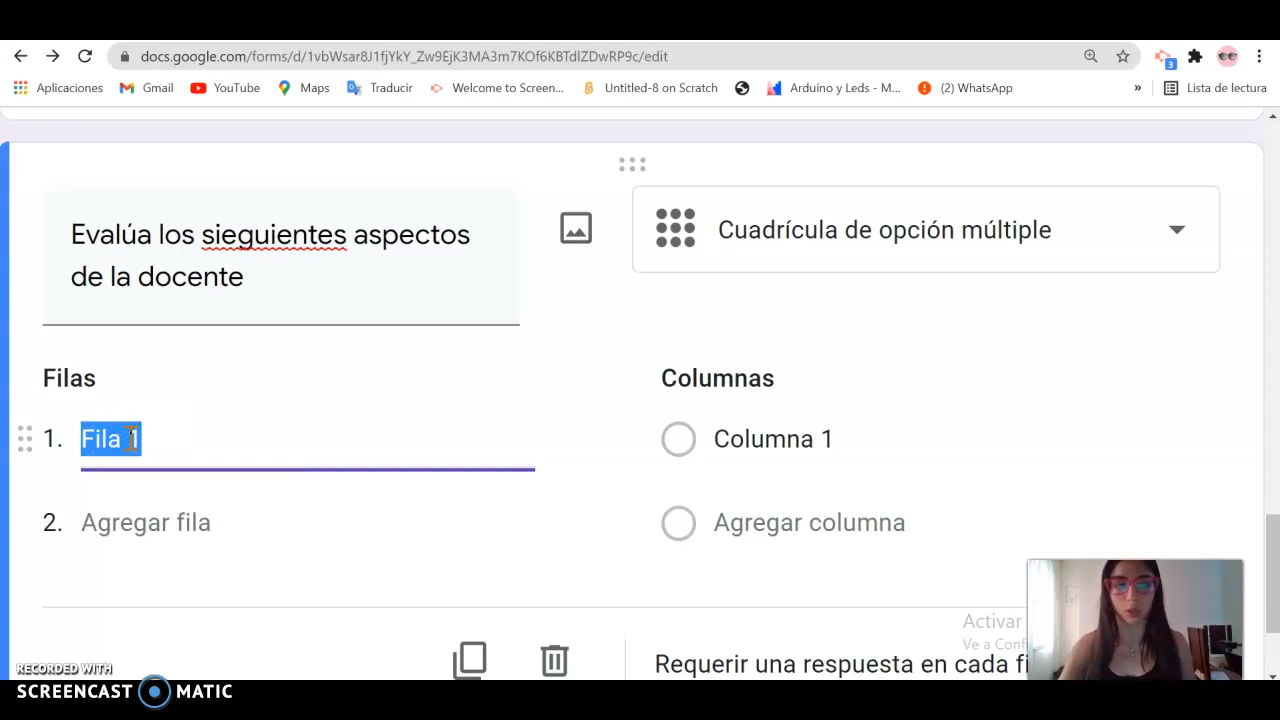 docs.google.com/forms/d/1vbWsar8J1fjYkY_Zw9EjK3MA3m7KOf6KBTdIZDwRP9c/edit
3
Aplicaciones Gmail YouTube Maps Traducir Welcome to Screen... Untitled-8 on Scratch Arduino y Leds - M... (2) WhatsApp » Lista de lectura
Evalúa los sieguientes aspectos
de la docente
Cuadrícula de opción múltiple
Filas
Columnas
1. Fila 1
Columna 1
2. Agregar fila
Agregar columna
Activar
Ve a Conf
Requerir una respuesta en cada fi
RECORDED WITH
SCREENCAST MATIC